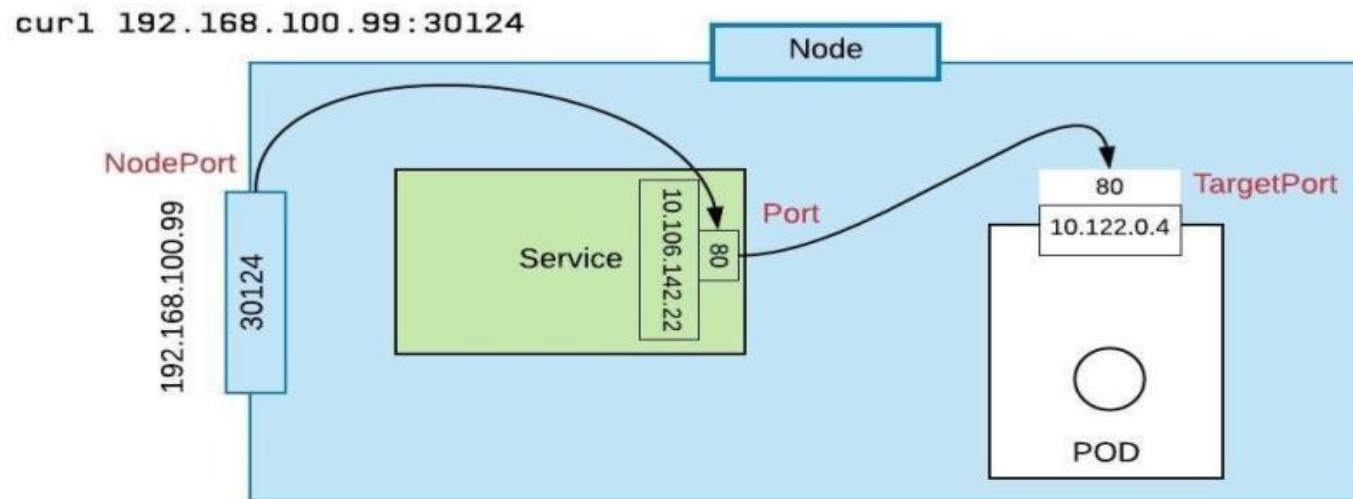 curl 192.168.100.99:30124
Node
NodePort
192.168.100.99
30124
Service
10.106.142.22
80
Port
80
TargetPort
10.122.0.4
POD